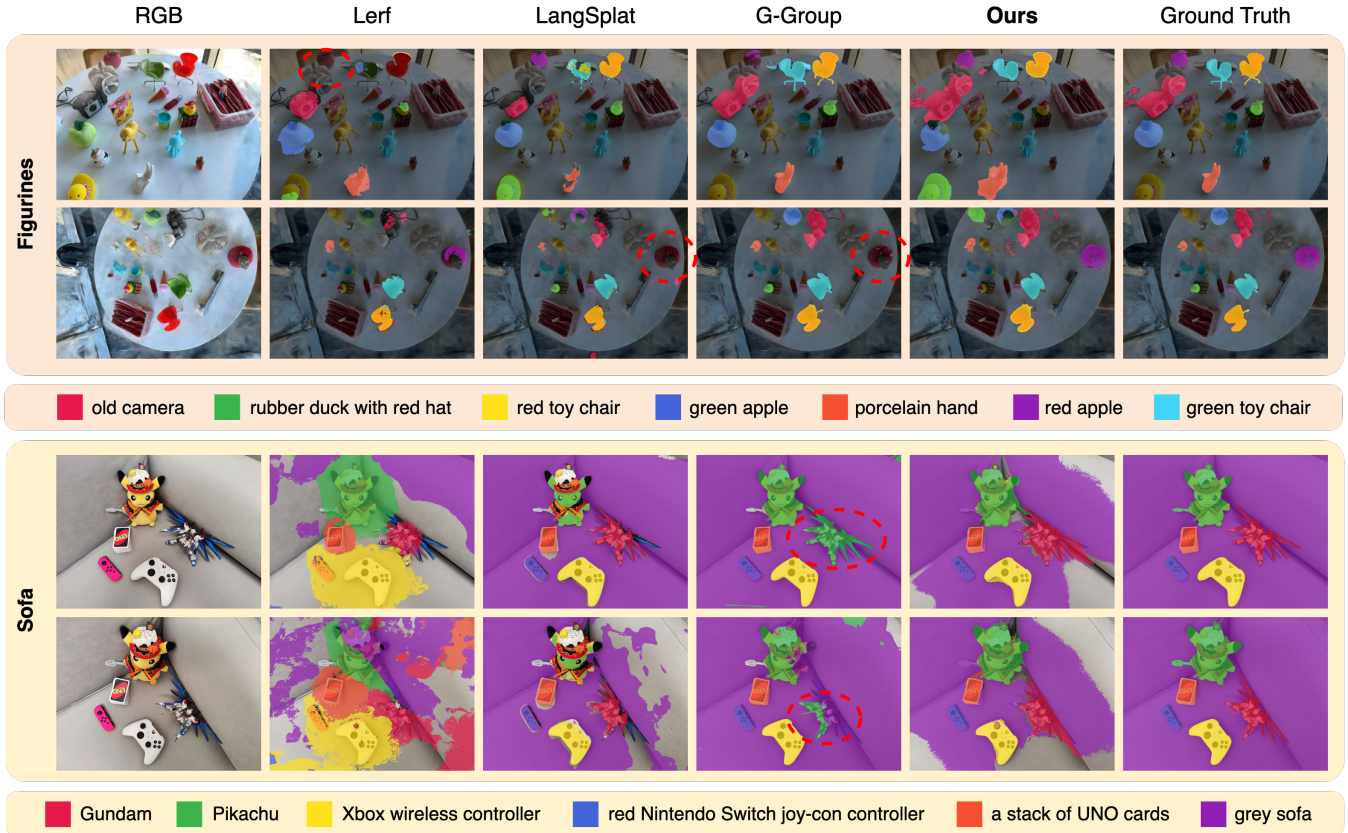 RGB Lerf LangSplat G-Group Ours Ground Truth
Figurines
old camera rubber duck with red hat red toy chair green apple porcelain hand red apple green toy chair
Sofa
UNO
UNO
Gundam Pikachu Xbox wireless controller red Nintendo Switch joy-con controller a stack of UNO cards grey sofa